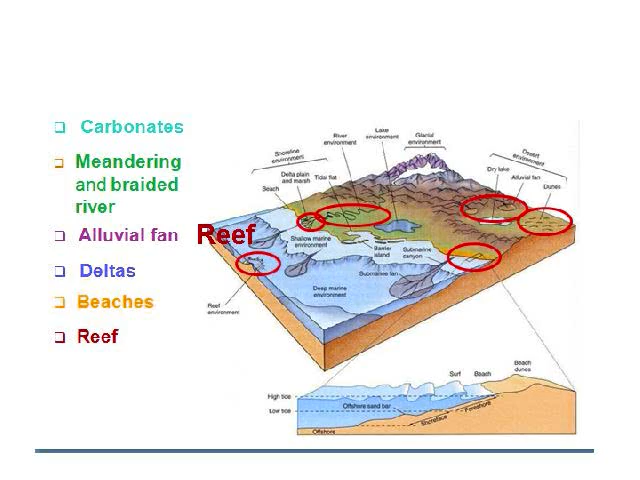 Carbonates
Meandering
and braided
river
Alluvial fan
Deltas
Beaches
Reef
Reef
Lake
environment
Glacial
environment
River
environment
Shoreline
environment
Desert
environment
Delta plain
and marsh
Tidal flat
Dry lake
Alluvial fan
Dunes
Beach
Shallow marine
environment
Barrier
island
Submarine
canyon
Submarine fan
Deep marine
environment
Reef
environment
Surf
Beach
Beach
dunes
High tide
Low tide
Offshore sand bar
Foreshore
Shoreface
Offshore